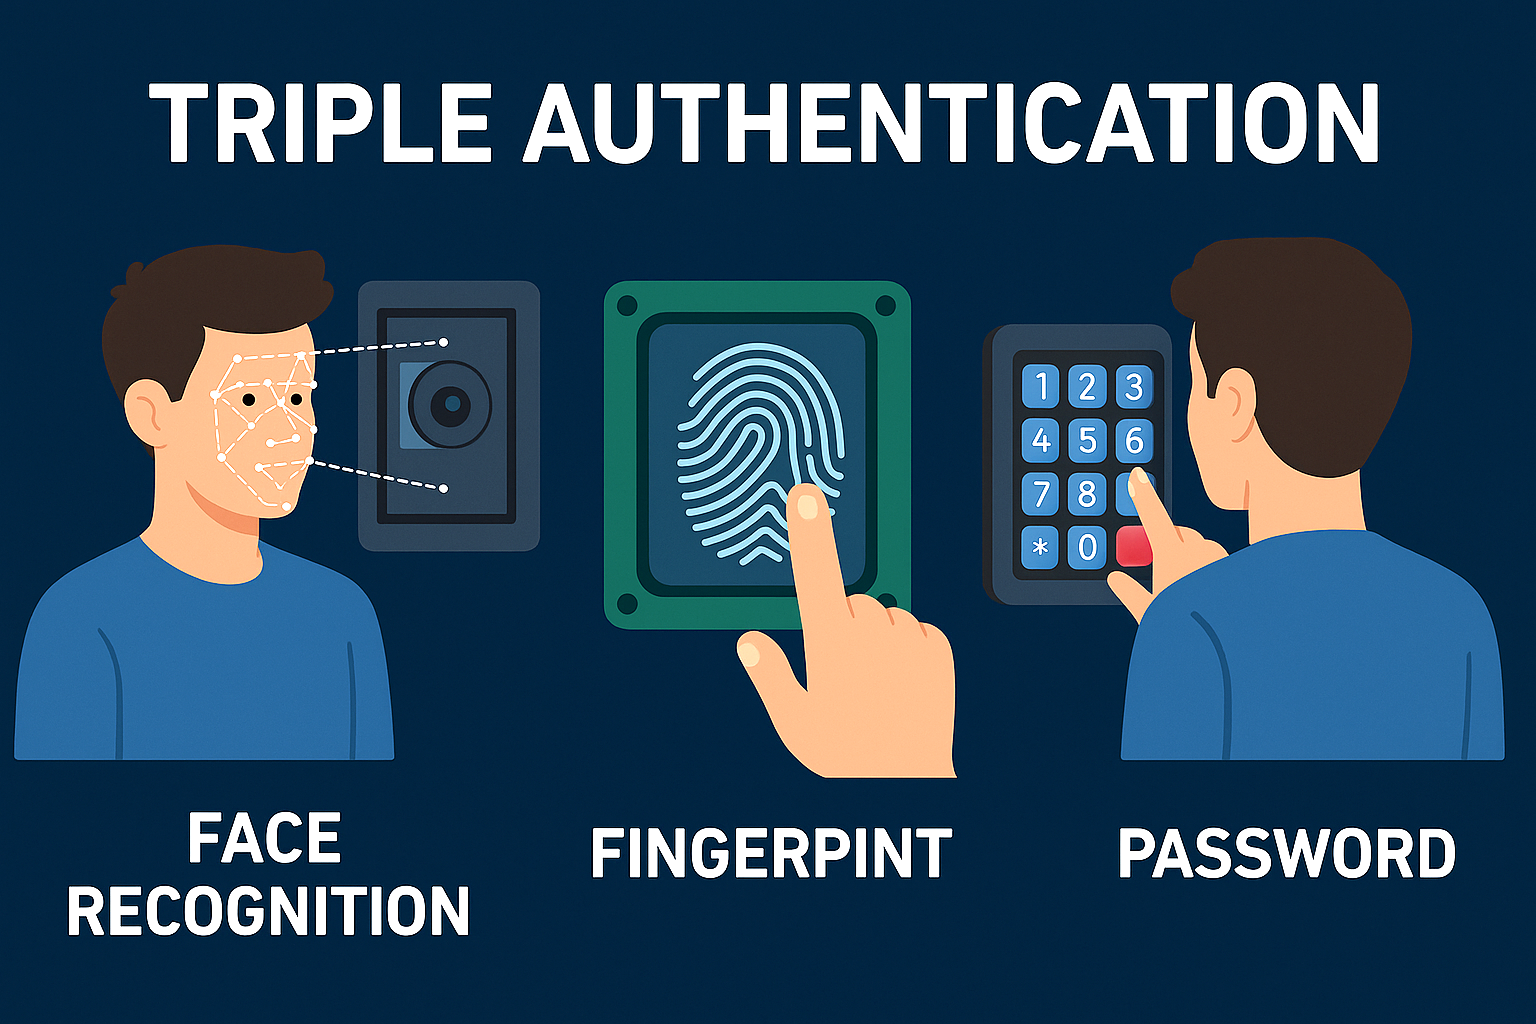 TRIPLE AUTHENTICATION
1 2 3
4 5 6
7 8
* 0
FACE
RECOGNITION
FINGERPINT
PASSWORD